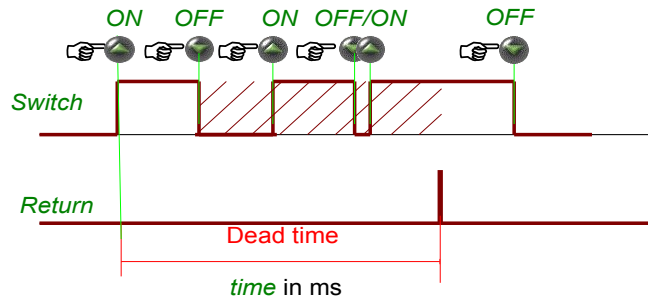 ON OFF ON OFF/ON OFF
Switch
Return
Dead time
time in ms